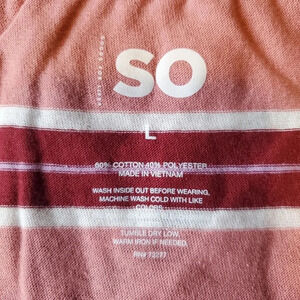 SO
L
60% COTTON 40% POLYESTER
MADE IN VIETNAM
WASH INSIDE OUT BEFORE WEARING,
MACHINE WASH COLD WITH LIKE
COLORS
TUMBLE DRY LOW
WARM IRON IF NEEDED.